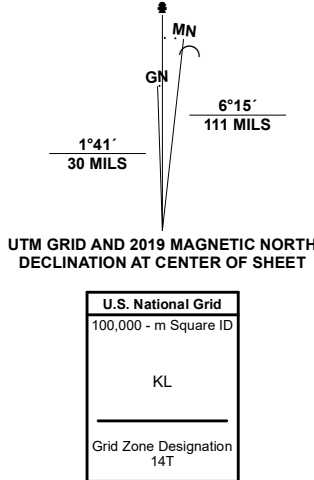 MN
GN
6°15´
111 MILS
1°41´
30 MILS
UTM GRID AND 2019 MAGNETIC NORTH
DECLINATION AT CENTER OF SHEET
U.S. National Grid
100,000 - m Square ID
KL
Grid Zone Designation
14T